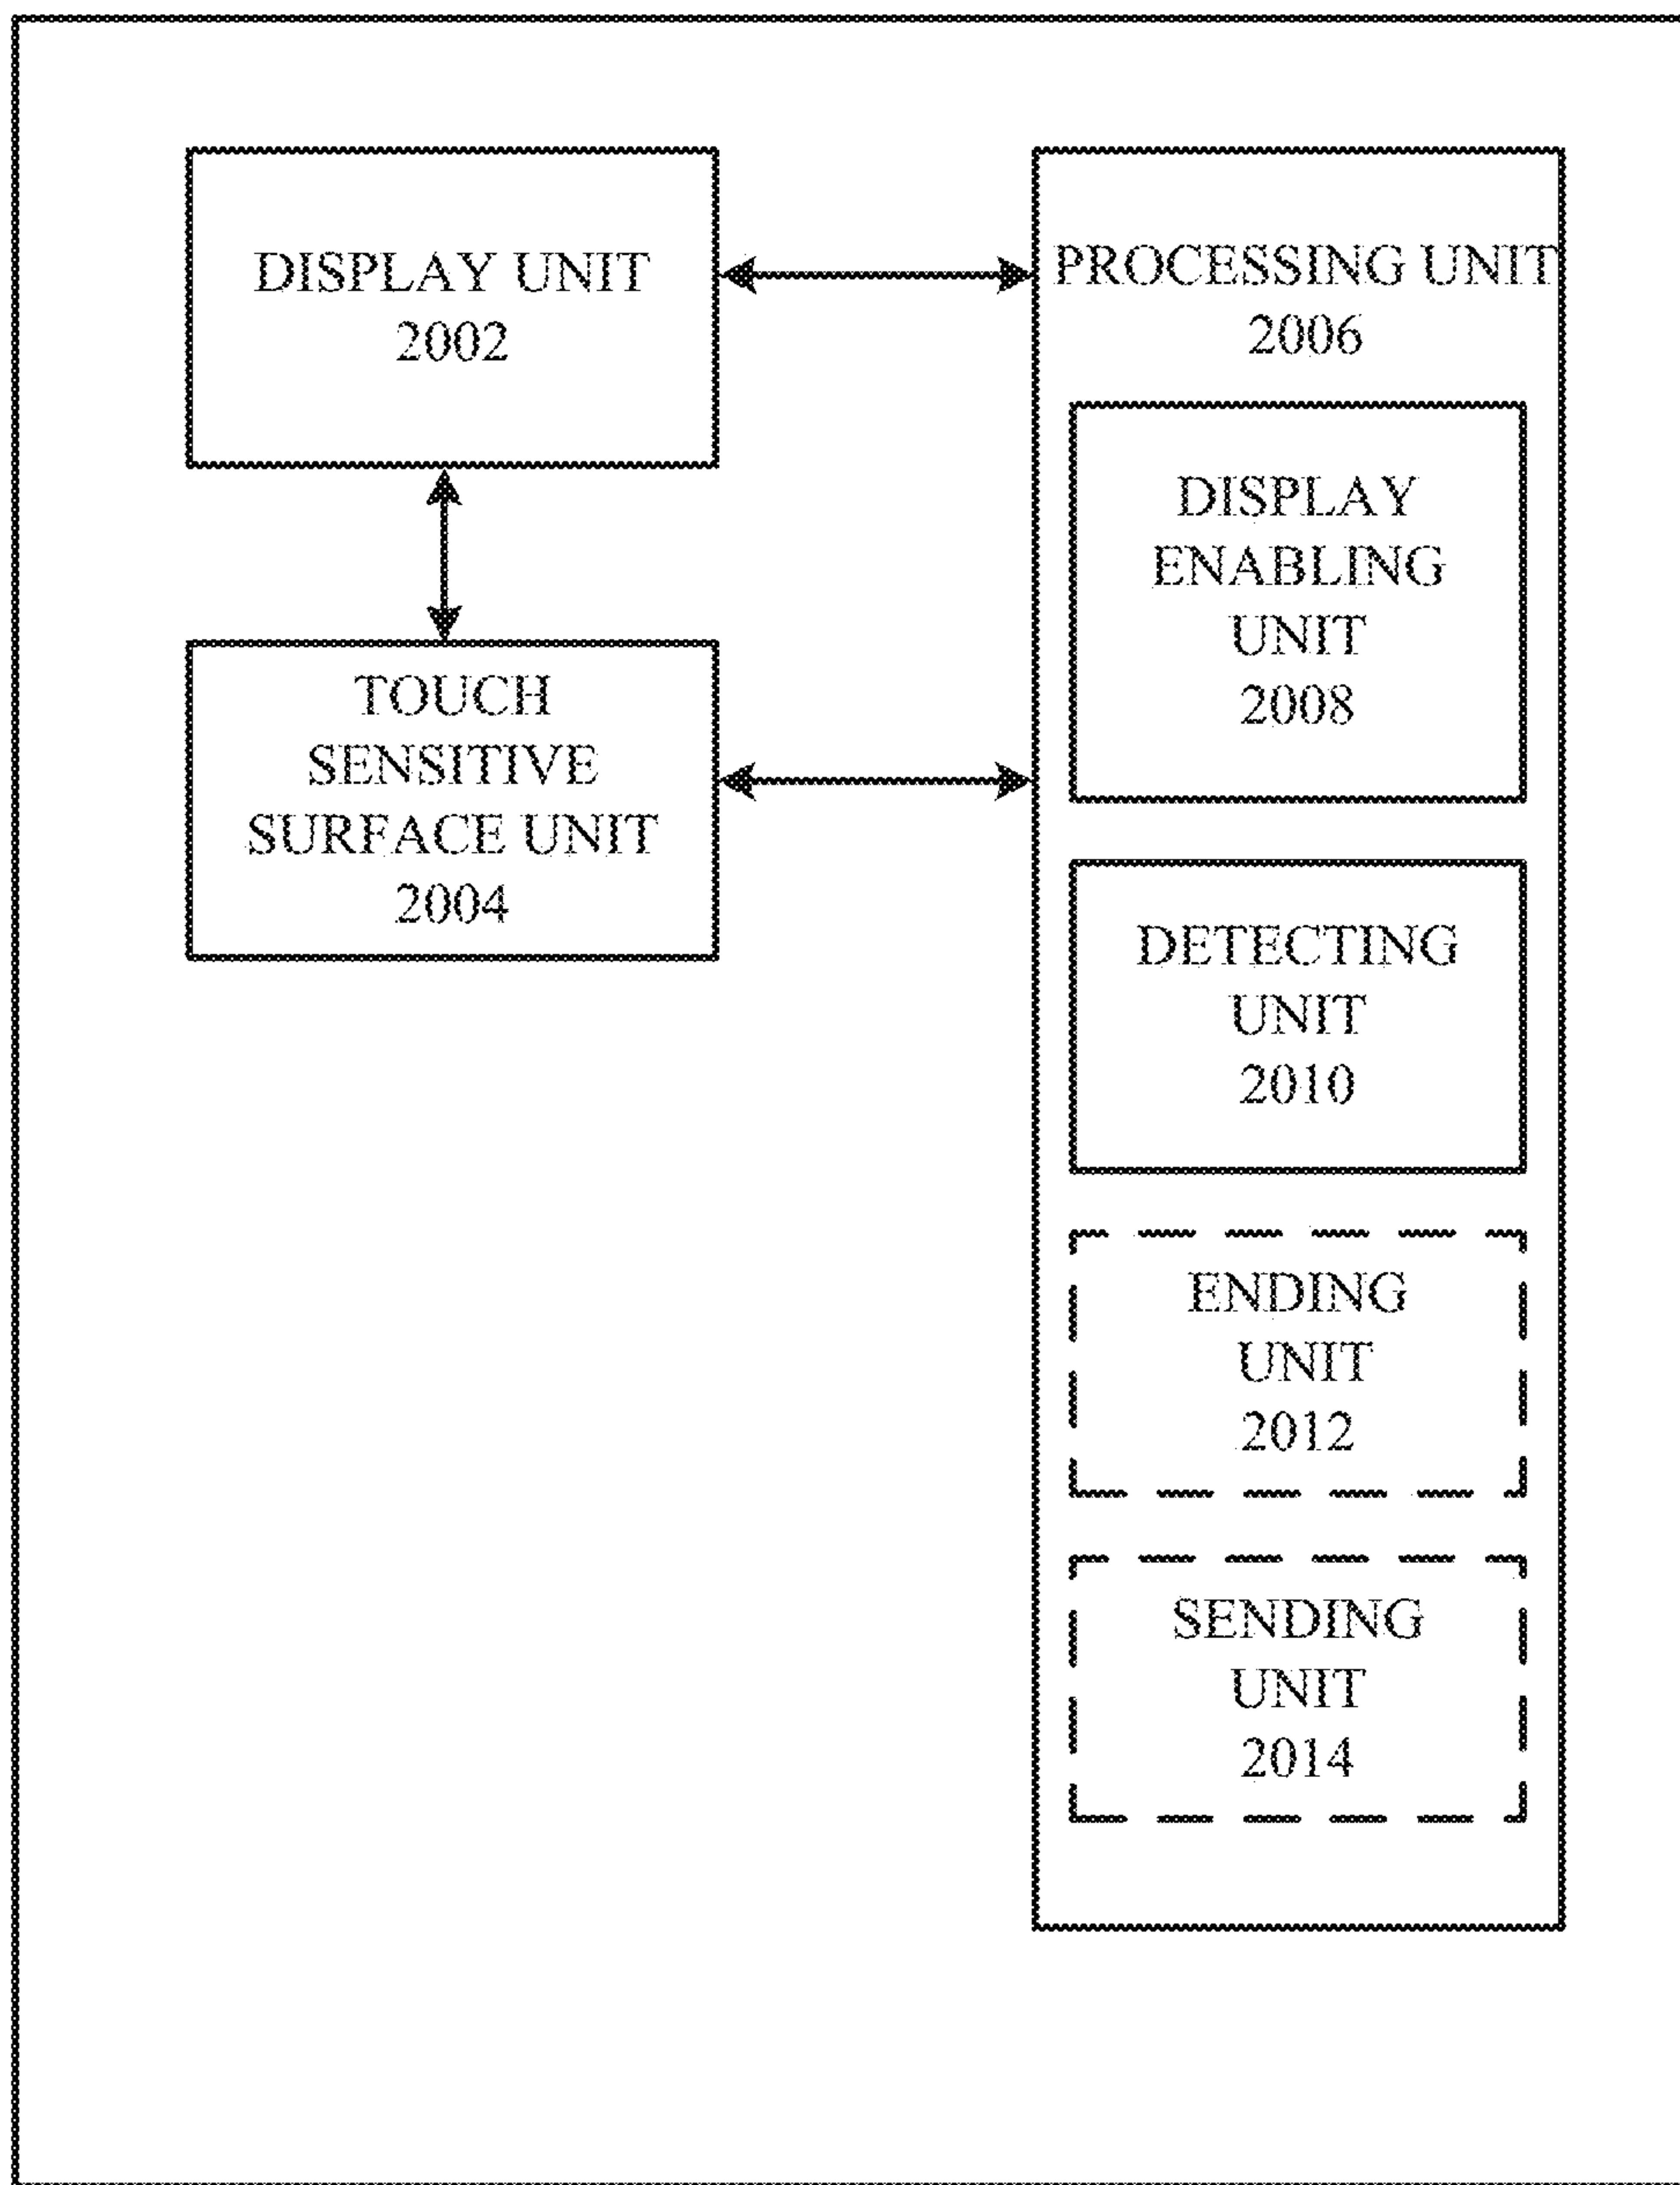 DISPLAY UNIT
2002
TOUCH
SENSITIVE
SURFACE UNIT
2004
PROCESSING UNIT
2006
DISPLAY
ENABLING
UNIT
2008
DETECTING
UNIT
2010
ENDING
UNIT
2012
SENDING
UNIT
2014